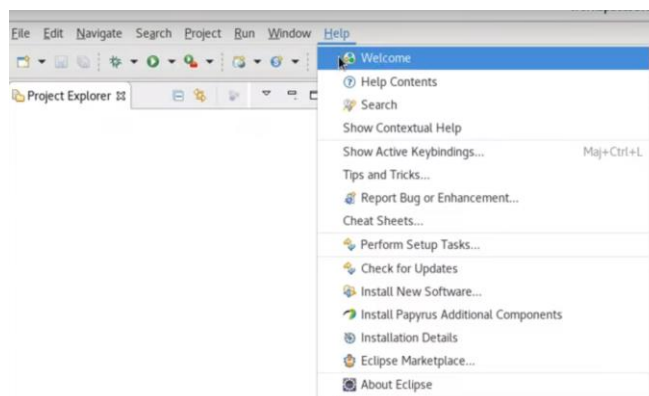 File Edit Navigate Search Project Run Window Help
Project Explorer
Welcome
Help Contents
Search
Show Contextual Help
Show Active Keybindings... Maj+Ctrl+L
Tips and Tricks...
Report Bug or Enhancement...
Cheat Sheets...
Perform Setup Tasks...
Check for Updates
Install New Software...
Install Papyrus Additional Components
Installation Details
Eclipse Marketplace...
About Eclipse